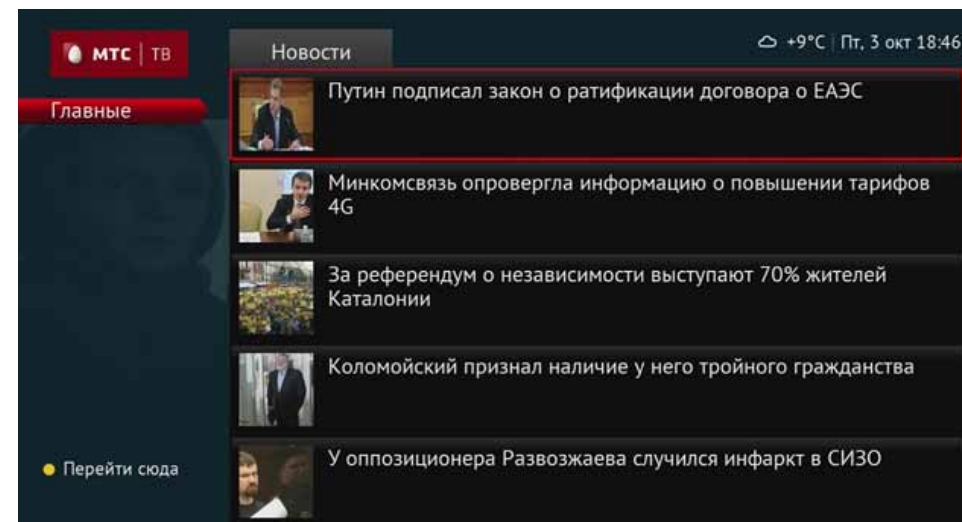 МТС | ТВ
Новости
+9°C | Пт, 3 окт 18:46
Главные
Путин подписал закон о ратификации договора о ЕАЭС
Минкомсвязь опровергла информацию о повышении тарифов
4G
За референдум о независимости выступают 70% жителей
Каталонии
Коломойский признал наличие у него тройного гражданства
У оппозиционера Развозжаева случился инфаркт в СИЗО
Перейти сюда